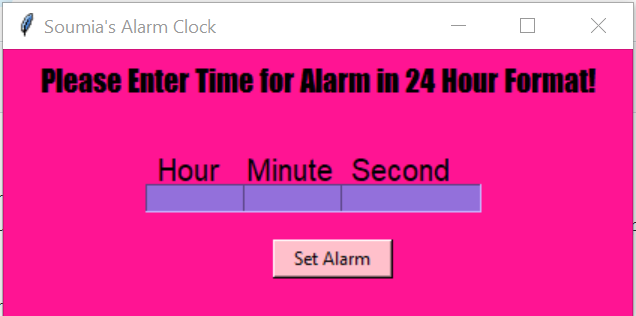 Soumia's Alarm Clock
Please Enter Time for Alarm in 24 Hour Format!
Hour Minute Second
Set Alarm